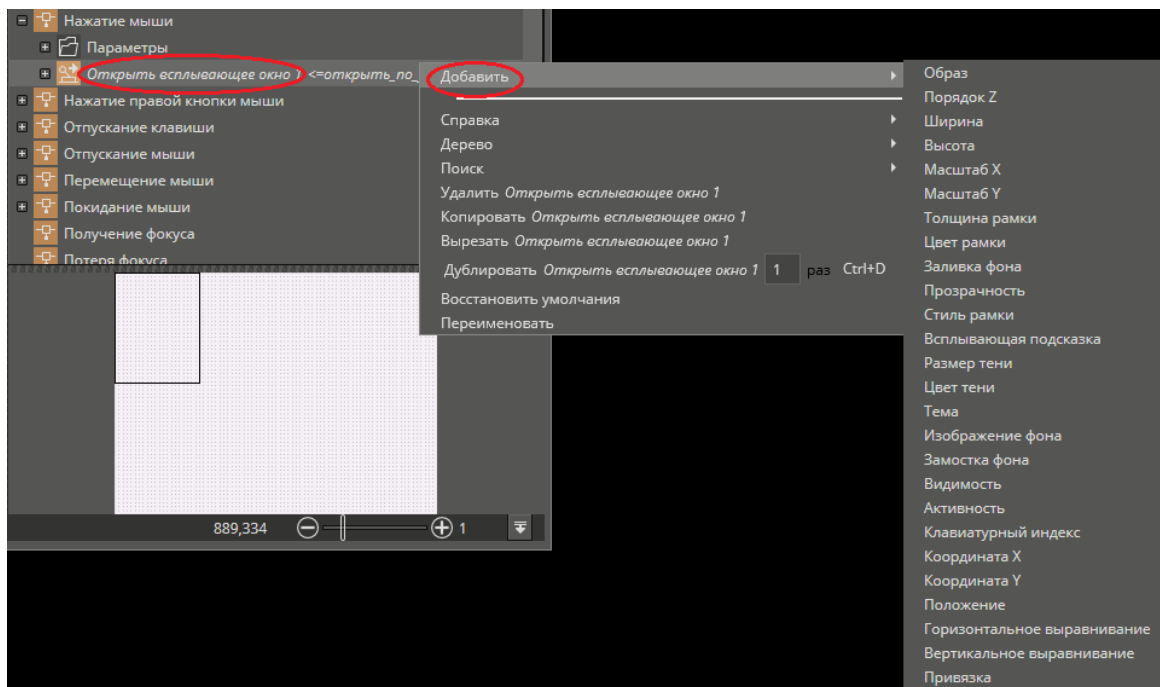 Нажатие мыши
Параметры
Открыть всплывающее окно 1 <=открыть_по_
Нажатие правой кнопки мыши
Отпускание клавиши
Отпускание мыши
Перемещение мыши
Покидание мыши
Получение фокуса
Потеря фокуса
889,334
1
Добавить
Справка
Дерево
Поиск
Удалить Открыть всплывающее окно 1
Копировать Открыть всплывающее окно 1
Вырезать Открыть всплывающее окно 1
Дублировать Открыть всплывающее окно 1 1 раз Ctrl+D
Восстановить умолчания
Переименовать
Образ
Порядок Z
Ширина
Высота
Масштаб X
Масштаб Y
Толщина рамки
Цвет рамки
Заливка фона
Прозрачность
Стиль рамки
Всплывающая подсказка
Размер тени
Цвет тени
Тема
Изображение фона
Замостка фона
Видимость
Активность
Клавиатурный индекс
Координата X
Координата Y
Положение
Горизонтальное выравнивание
Вертикальное выравнивание
Привязка